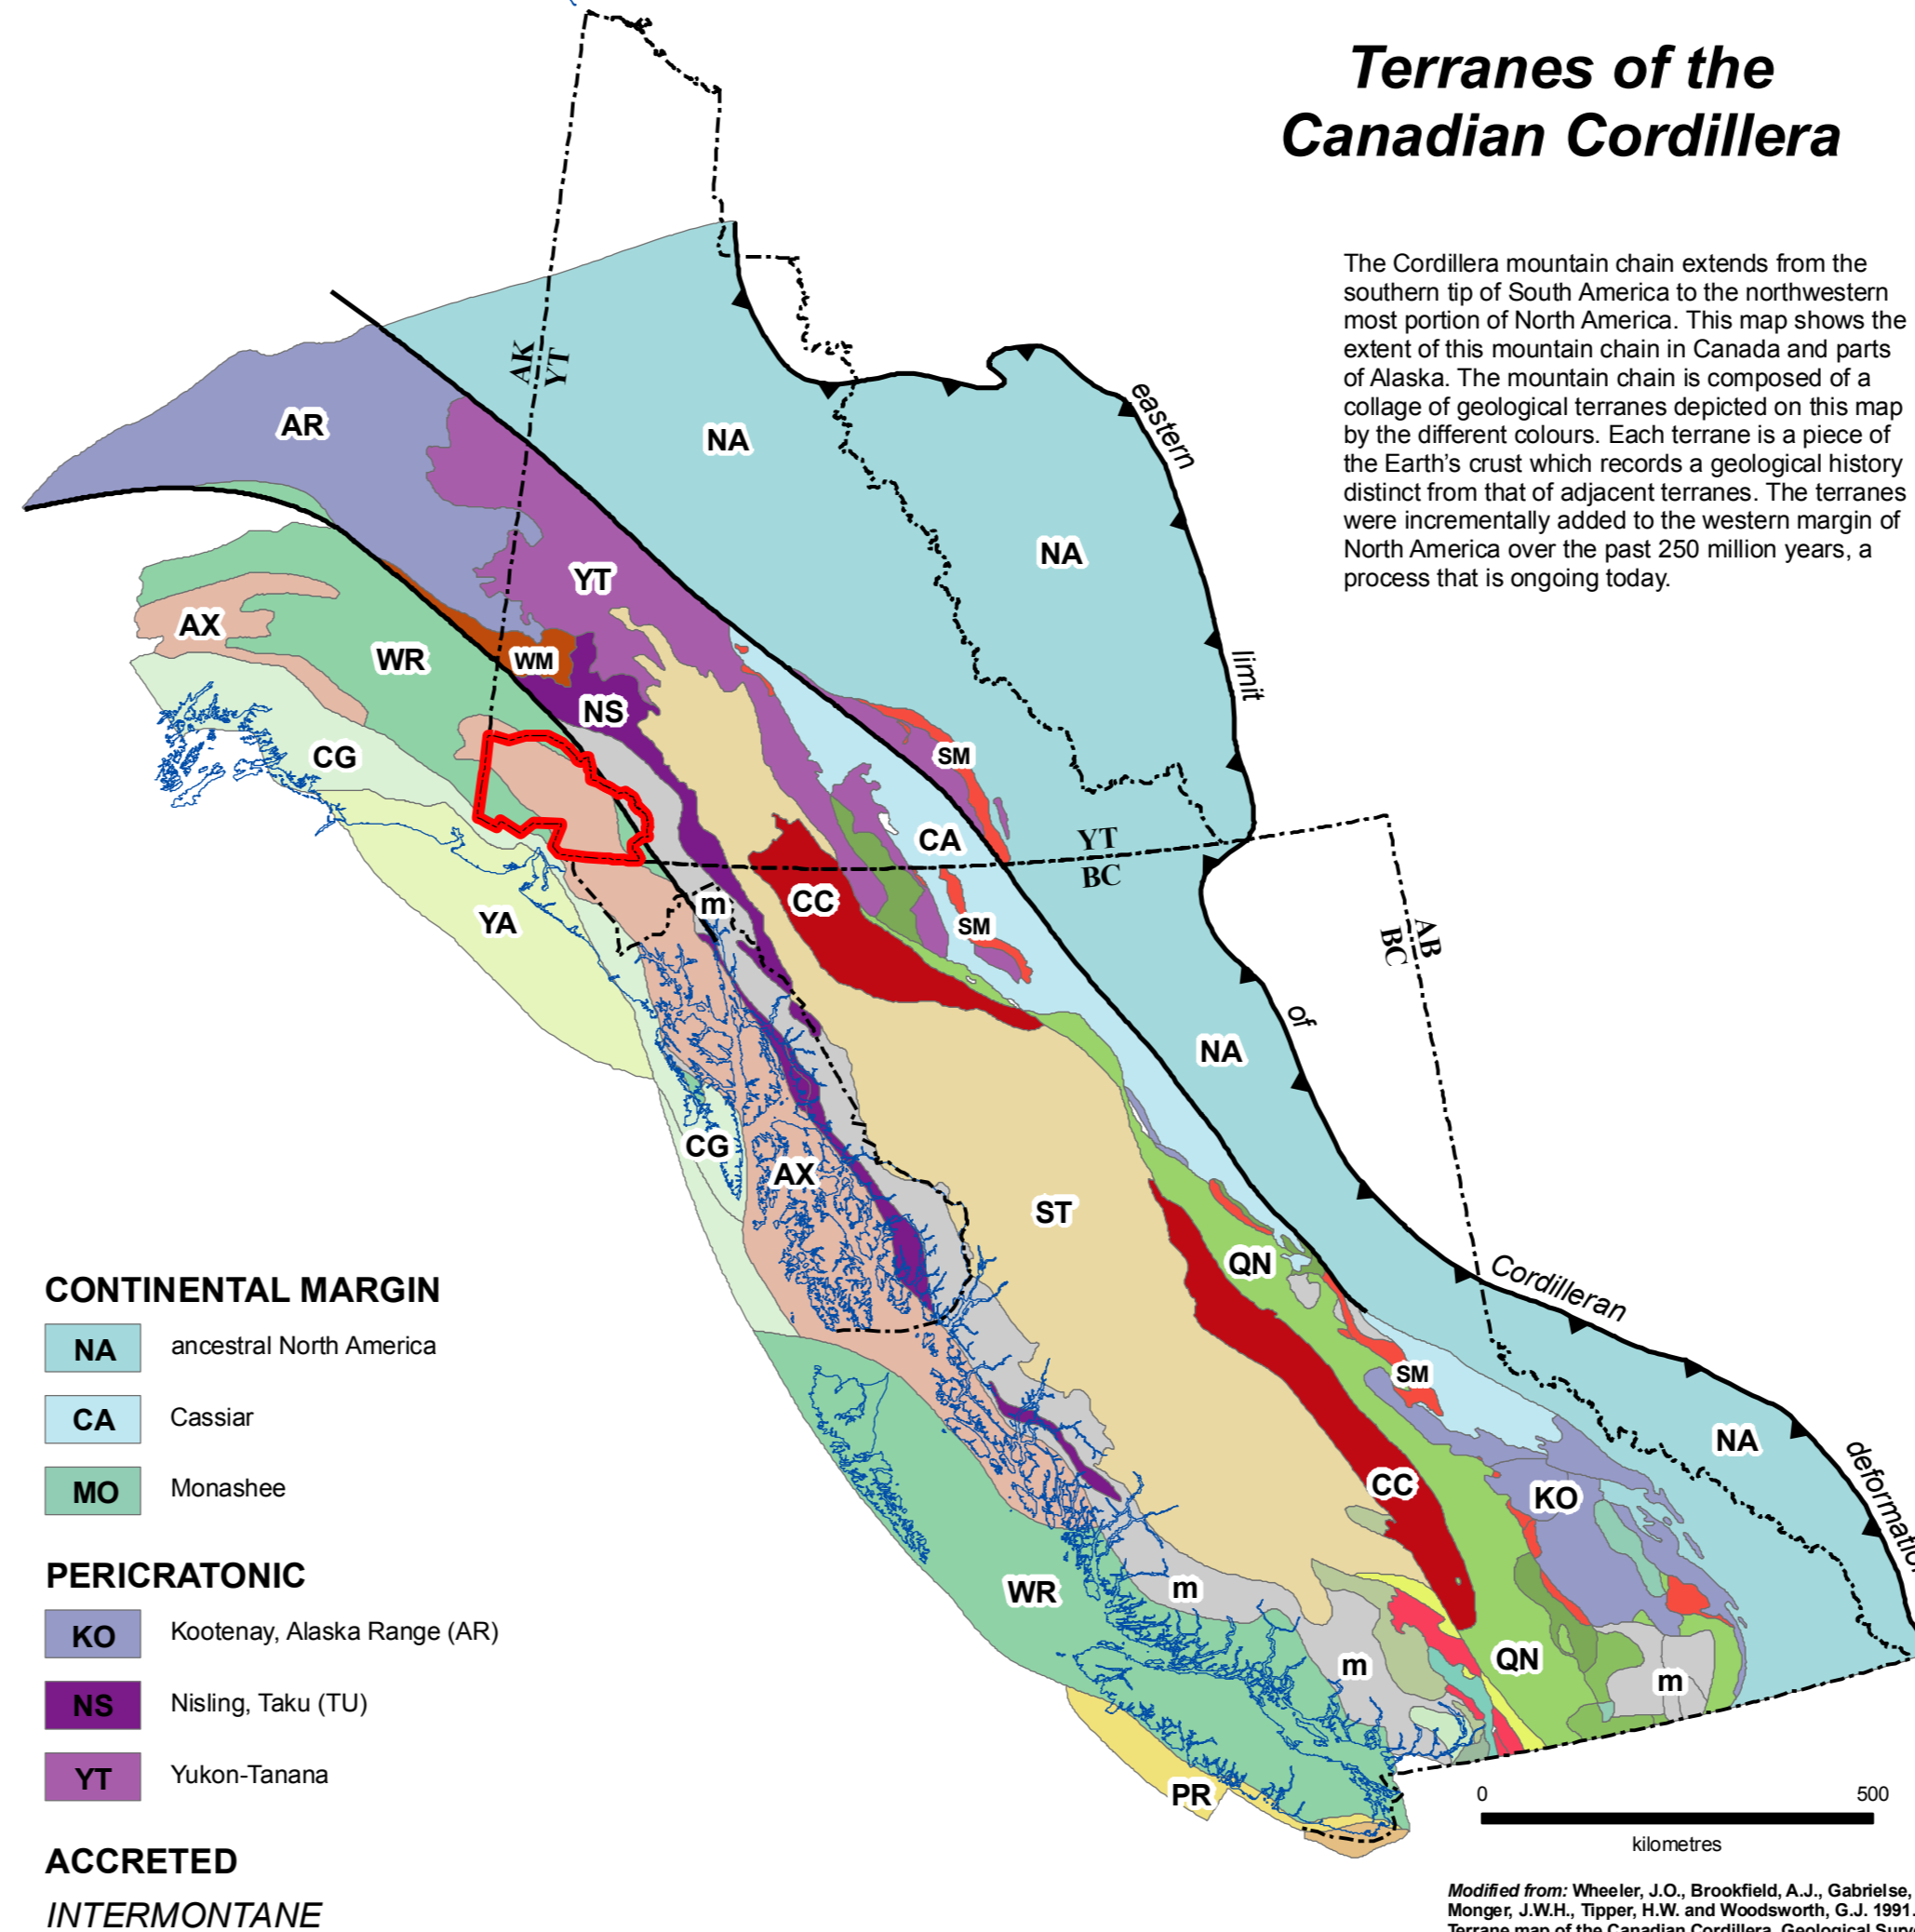 Terranes of the
Canadian Cordillera
The Cordillera mountain chain extends from the
southern tip of South America to the northwestern
most portion of North America. This map shows the
extent of this mountain chain in Canada and parts
of Alaska. The mountain chain is composed of a
collage of geological terranes depicted on this map
by the different colours. Each terrane is a piece of
the Earth's crust which records a geological history
distinct from that of adjacent terranes. The terranes
were incrementally added to the western margin of
North America over the past 250 million years, a
process that is ongoing today.
AK
YT
AR
NA
eastern
NA
YT
AX
WR
WM
limit
NS
CG
SM
CA
YT
BC
YA
m
CC
SM
AB
BC
of
NA
CG
AX
ST
QN
Cordilleran
SM
NA
CC
KO
WR
m
m
QN
m
PR
CONTINENTAL MARGIN
NA ancestral North America
CA Cassiar
MO Monashee
PERICRATONIC
KO Kootenay, Alaska Range (AR)
NS Nisling, Taku (TU)
YT Yukon-Tanana
ACCRETED
INTERMONTANE
0 500
kilometres
Modified from: Wheeler, J.O., Brookfield, A.J., Gabrielse,
Monger, J.W.H., Tipper, H.W. and Woodsworth, G.J. 1991.
Terrane map of the Canadian Cordillera. Geological